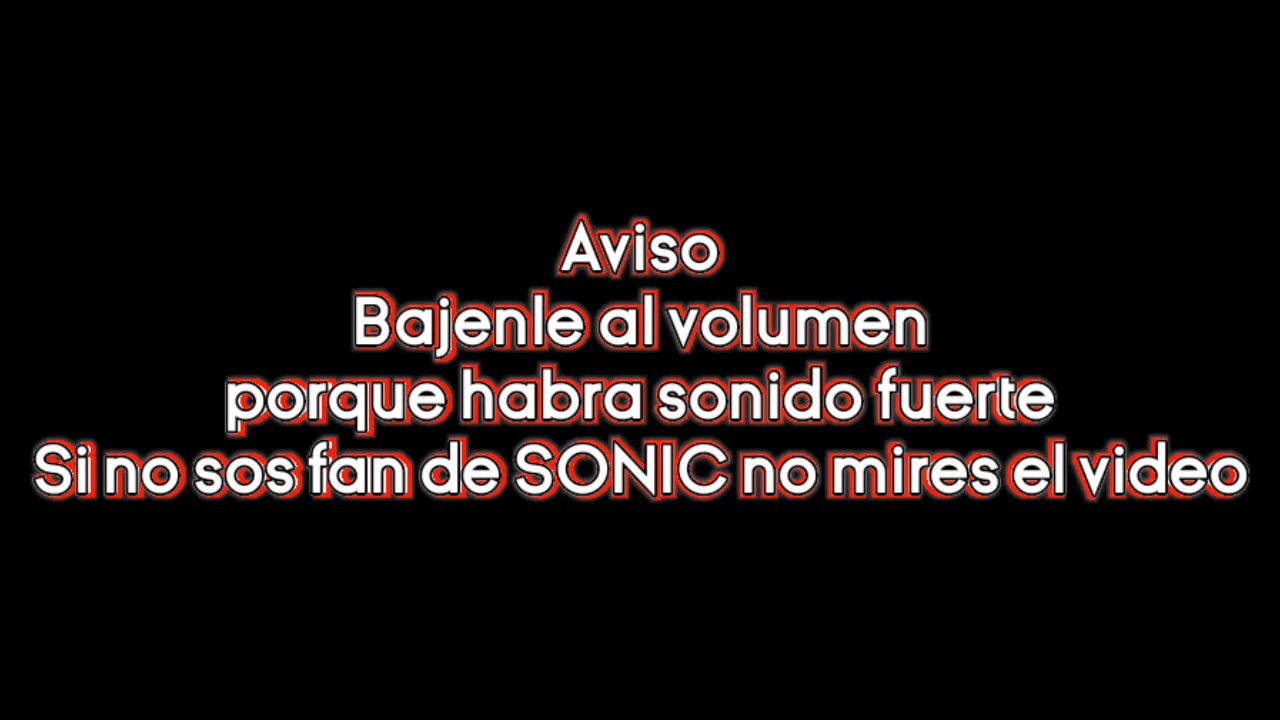 Aviso
Bajenle al volumen
porque habra sonido fuerte
Si no sos fan de SONIC no mires el video